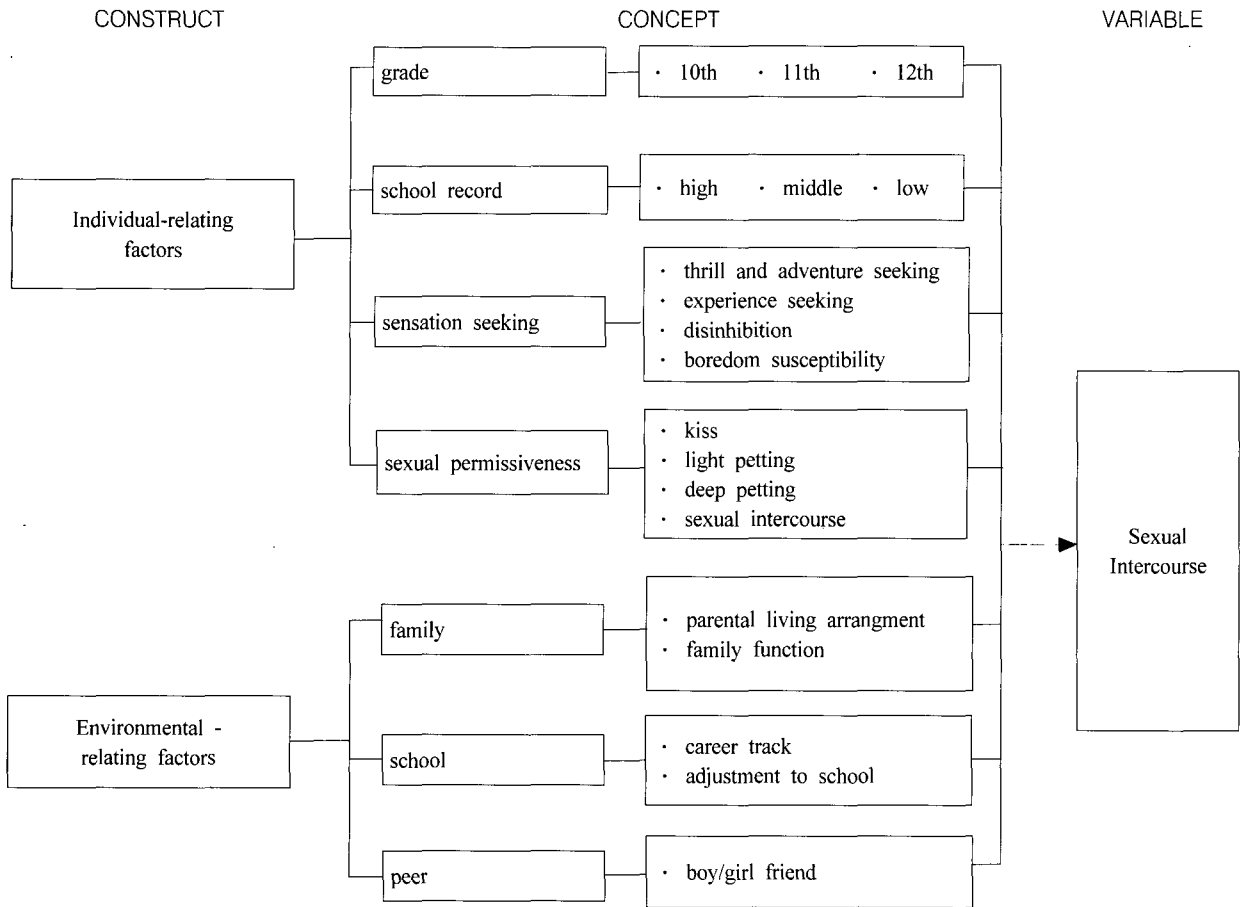 CONSTRUCT
CONCEPT
VARIABLE
grade
· 10th · 11th · 12th
Individual-relating
factors
school record
· high · middle · low
sensation seeking
· thrill and adventure seeking
· experience seeking
· disinhibition
· boredom susceptibility
sexual permissiveness
· kiss
· light petting
· deep petting
· sexual intercourse
Sexual
Intercourse
Environmental -
relating factors
family
· parental living arrangment
· family function
school
· career track
· adjustment to school
peer
· boy/girl friend